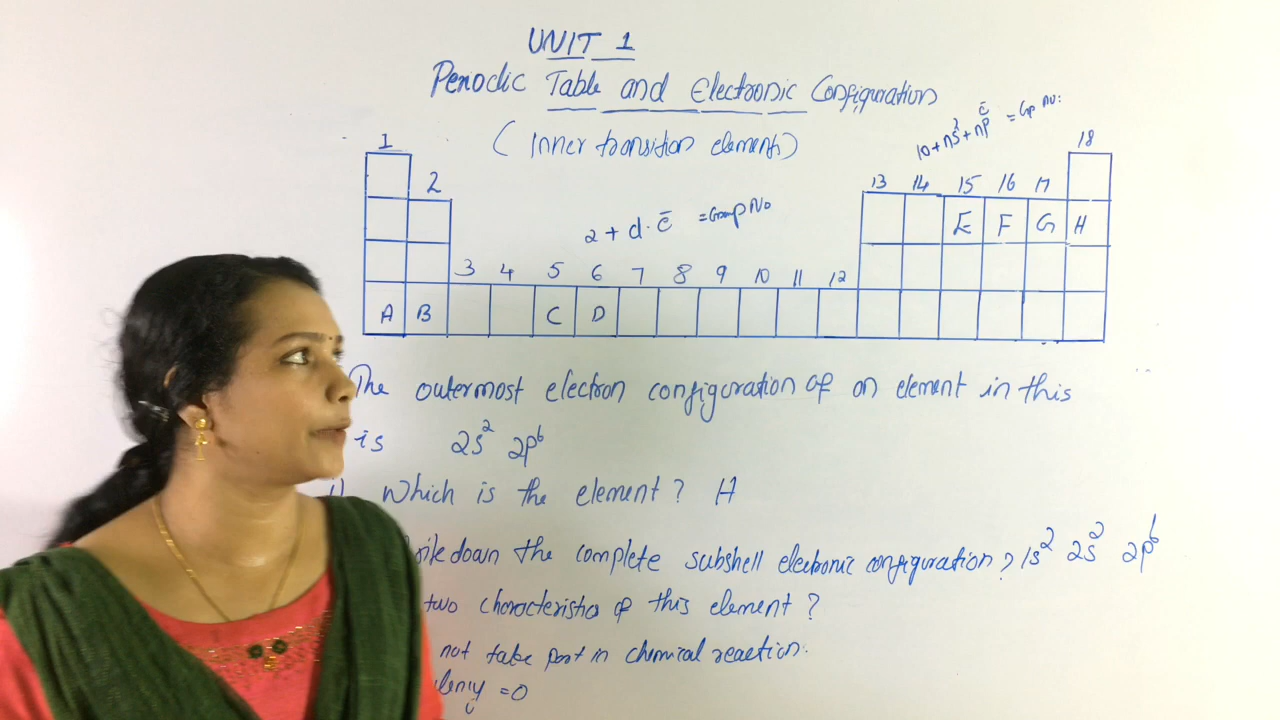 UNIT 1
Periodic Table and Electronic Configuration
(Inner transition elements)
10 + ns² + np ē = Gp no:
1
18
2
13 14 15 16 17
2 + d. ē = Group No
E F G H
3 4 5 6 7 8 9 10 11 12
A B C D
The outermost electron configuration of an element in this
is 2s² 2p⁶
Which is the element? H
down the complete subshell electronic configuration? 1s² 2s² 2p⁶
two characteristics of this element?
not take part in chemical reaction.
= 0